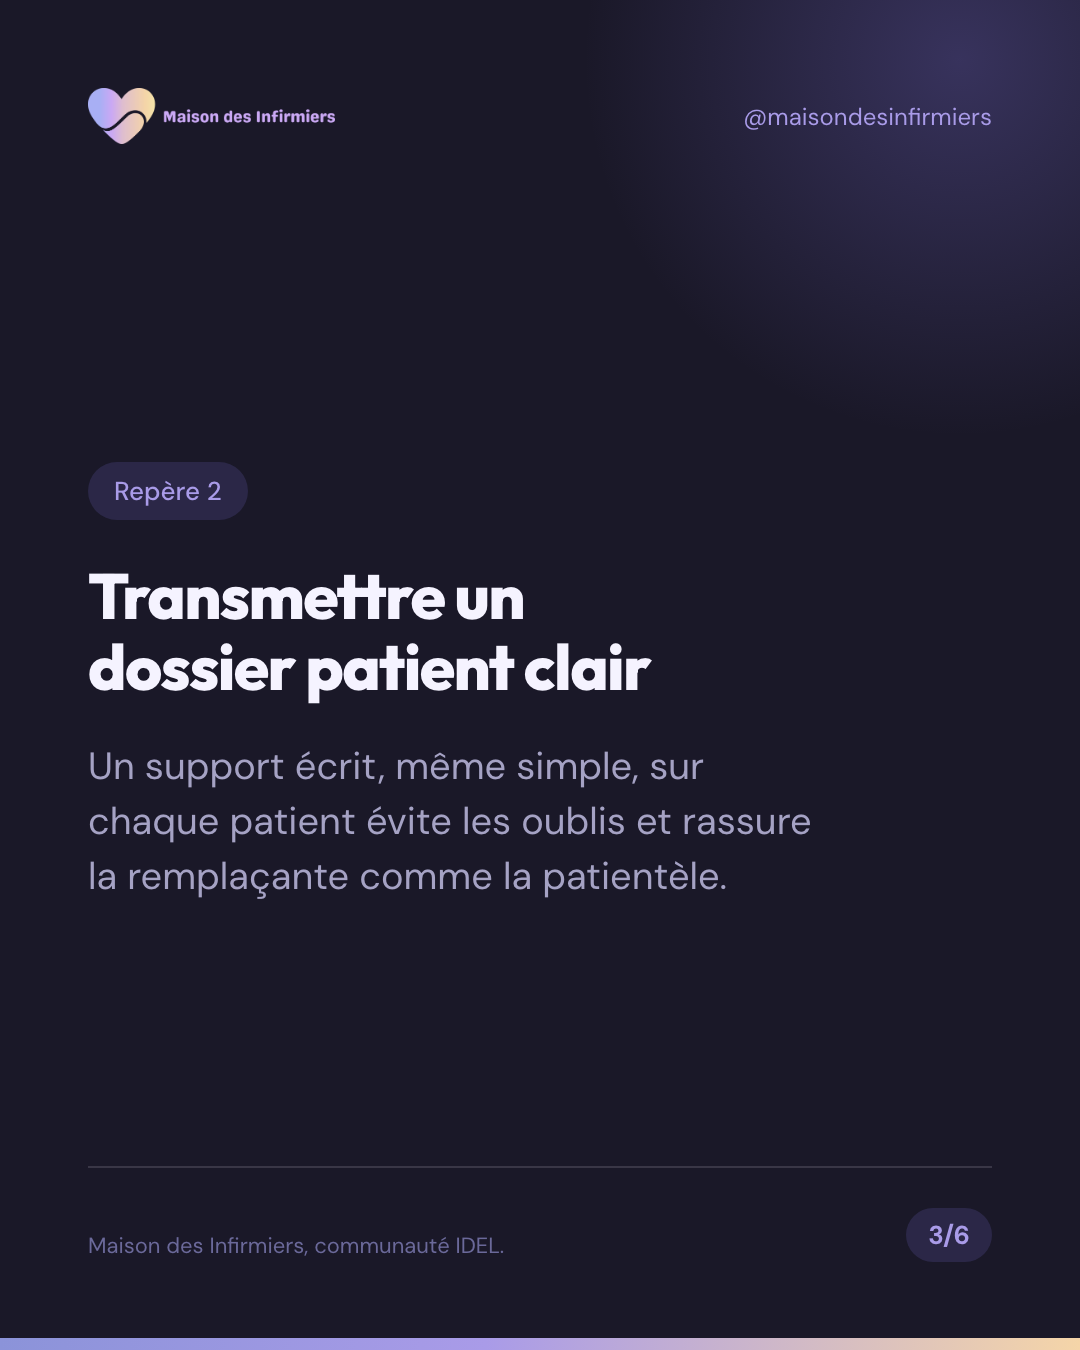 Maison des Infirmiers
@maisondesinfirmiers
Repère 2
Transmettre un
dossier patient clair
Un support écrit, même simple, sur
chaque patient évite les oublis et rassure
la remplaçante comme la patientèle.
Maison des Infirmiers, communauté IDEL.
3/6